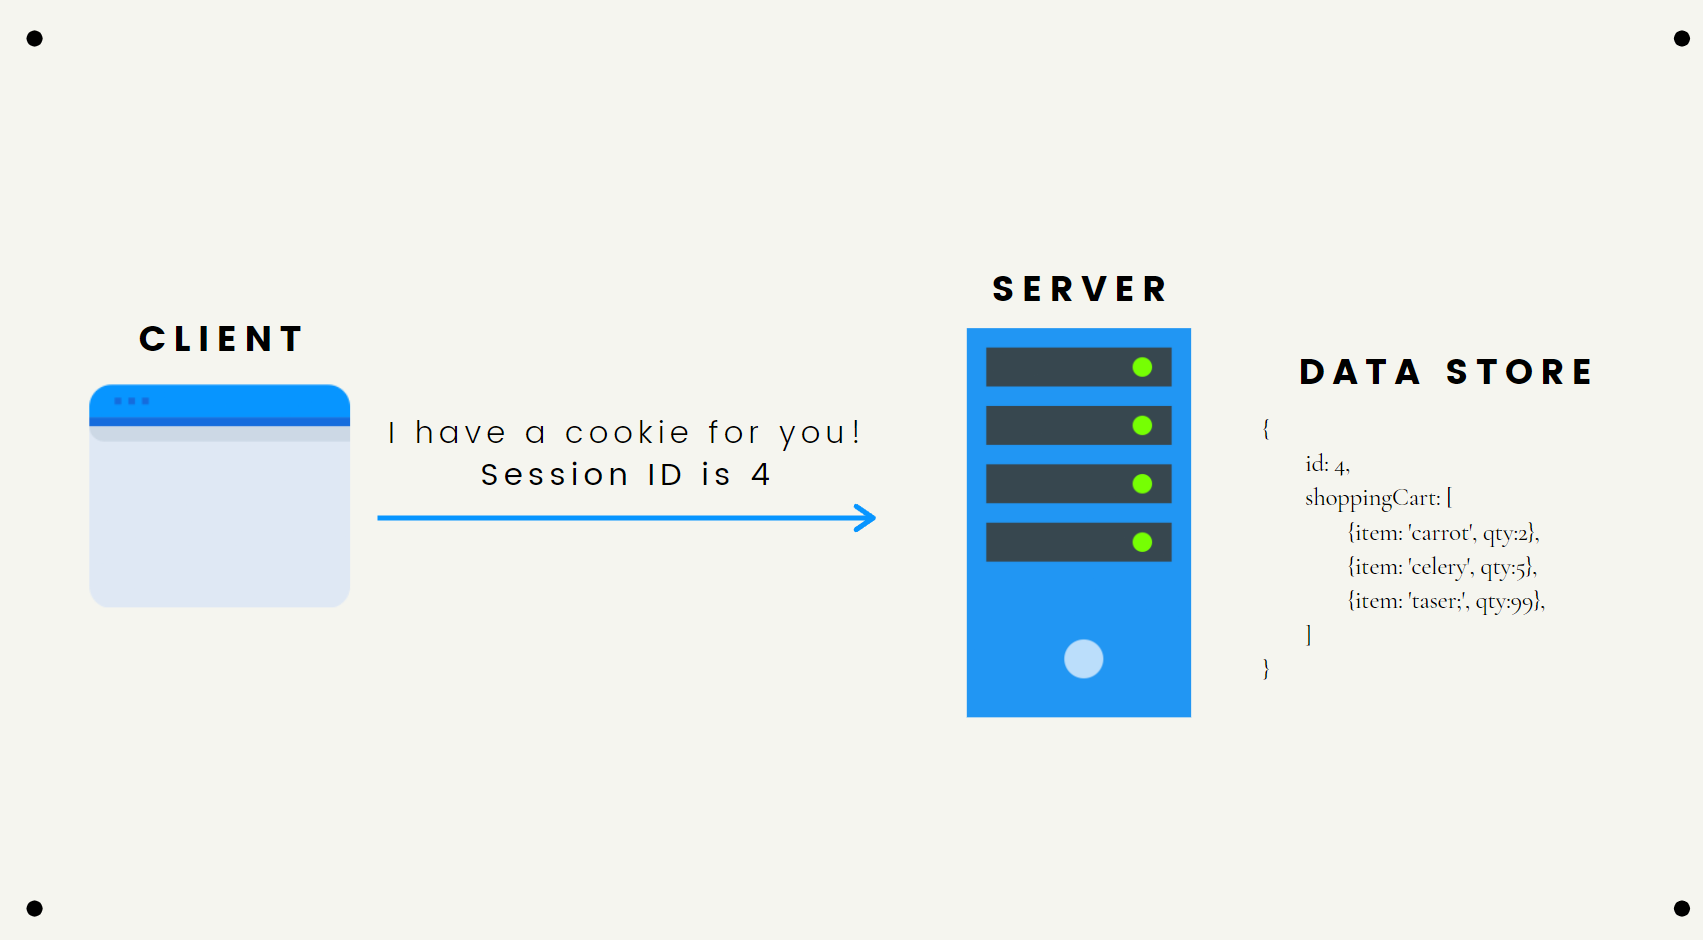 CLIENT
I have a cookie for you!
Session ID is 4
SERVER
DATA STORE
{
id: 4,
shoppingCart: [
{item: 'carrot', qty:2},
{item: 'celery', qty:5},
{item: 'taser;', qty:99},
]
}